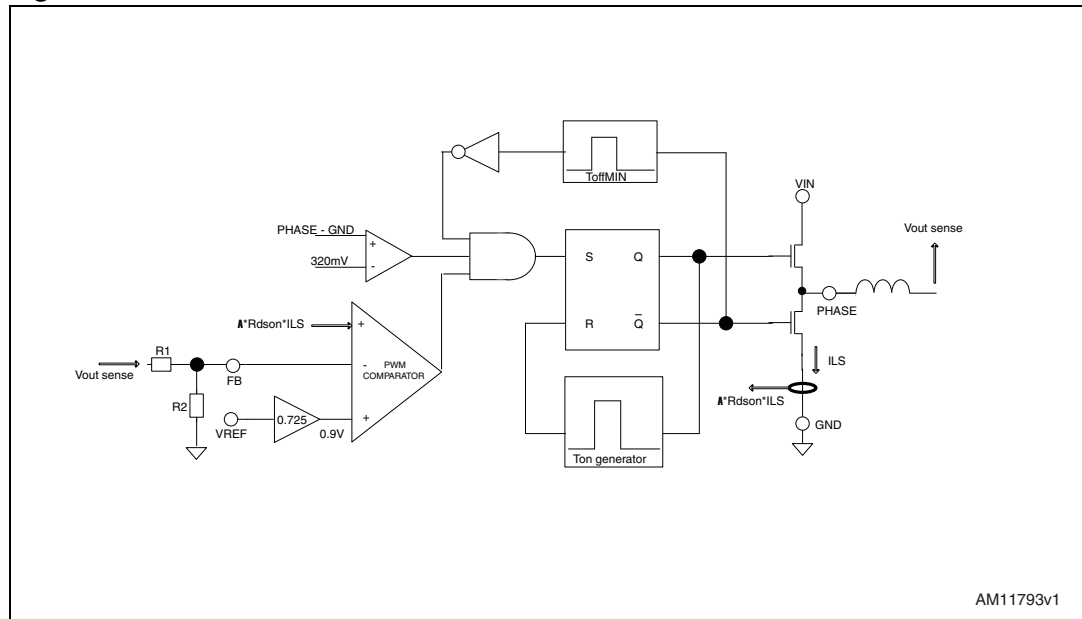 ToffMIN
VIN
Vout sense
PHASE - GND
+
320mV
-
S Q
PHASE
A*Rdson*ILS
+
R Q̅
R1
-
PWM
COMPARATOR
ILS
Vout sense
FB
A*Rdson*ILS
R2
+
0.725
VREF
0.9V
GND
Ton generator
AM11793v1